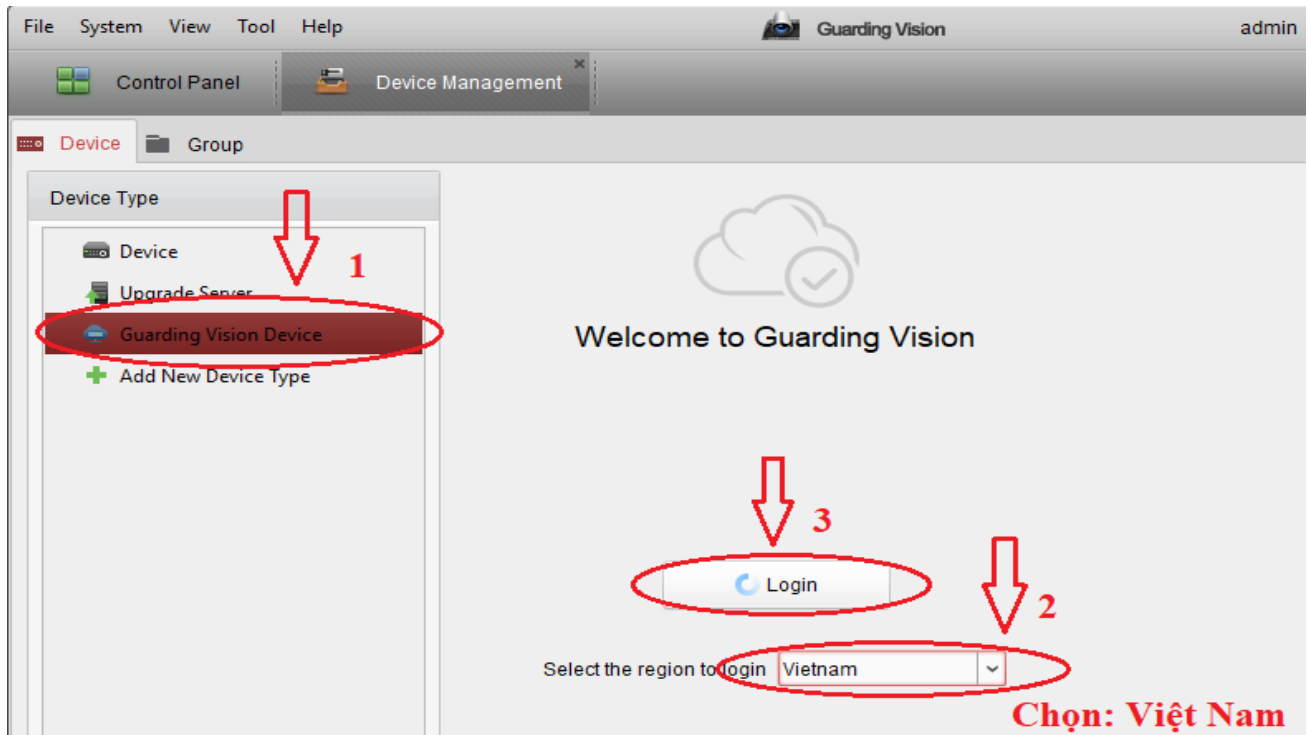 File System View Tool Help Guarding Vision admin
Control Panel Device Management
Device Group
Device Type
Device
1
Upgrade Server
Guarding Vision Device
Add New Device Type
Welcome to Guarding Vision
3
Login
2
Select the region to login Vietnam
Chọn: Việt Nam